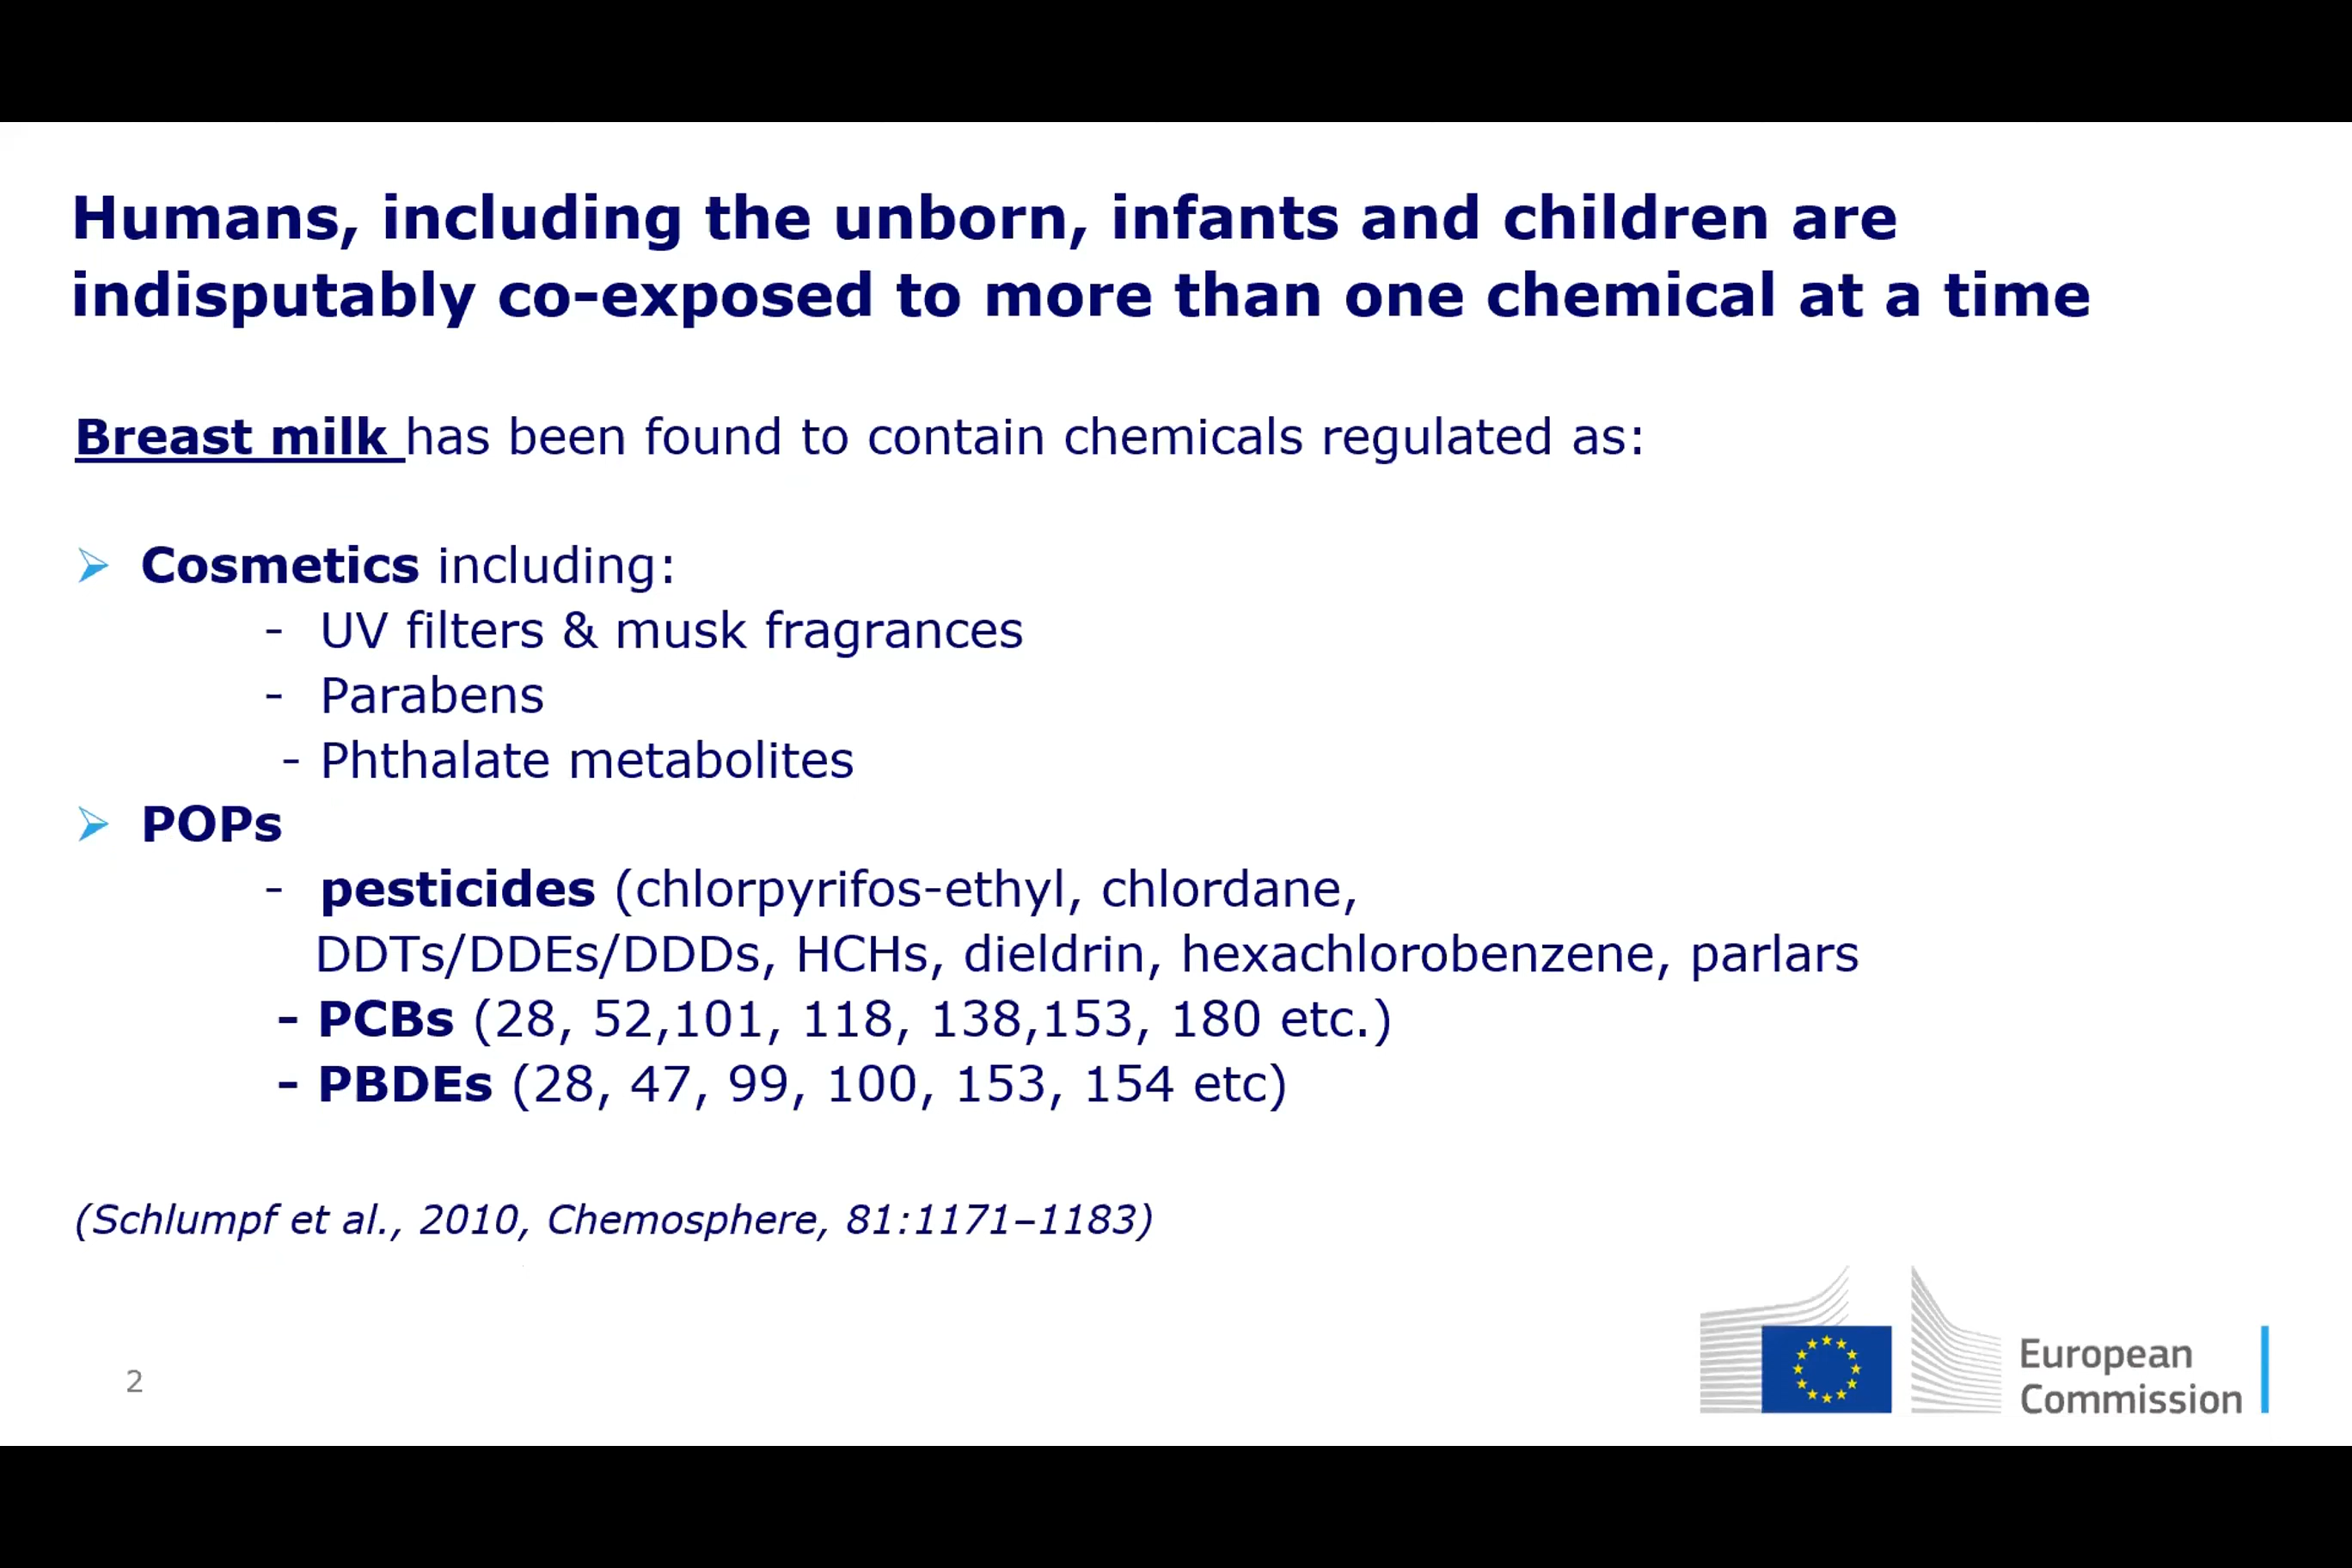 Humans, including the unborn, infants and children are
indisputably co-exposed to more than one chemical at a time
Breast milk has been found to contain chemicals regulated as:
➢ Cosmetics including:
- UV filters & musk fragrances
- Parabens
- Phthalate metabolites
➢ POPs
- pesticides (chlorpyrifos-ethyl, chlordane,
DDTs/DDEs/DDDs, HCHs, dieldrin, hexachlorobenzene, parlars
- PCBs (28, 52,101, 118, 138,153, 180 etc.)
- PBDEs (28, 47, 99, 100, 153, 154 etc)
(Schlumpf et al., 2010, Chemosphere, 81:1171–1183)
2
European
Commission